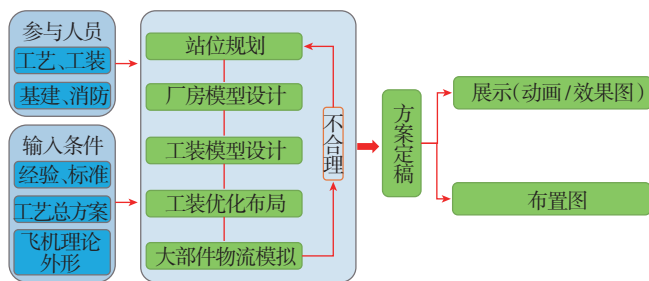 参与人员
工艺、工装
基建、消防
输入条件
经验、标准
工艺总方案
飞机理论
外形
站位规划
厂房模型设计
工装模型设计
工装优化布局
大部件物流模拟
不合理
方案定稿
展示(动画/效果图)
布置图